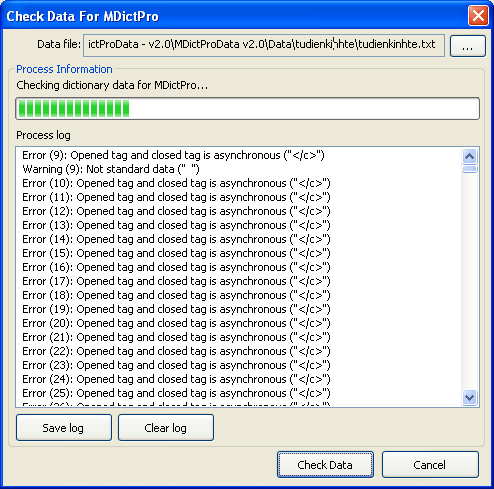 Check Data For MDictPro
Data file: ictProData - v2.0\MDictProData v2.0\Data\tudienkinhte\tudienkinhte.txt ...
Process Information
Checking dictionary data for MDictPro...
Process log
Error (9): Opened tag and closed tag is asynchronous ("</c>")
Warning (9): Not standard data ("  ")
Error (10): Opened tag and closed tag is asynchronous ("</c>")
Error (11): Opened tag and closed tag is asynchronous ("</c>")
Error (12): Opened tag and closed tag is asynchronous ("</c>")
Error (13): Opened tag and closed tag is asynchronous ("</c>")
Error (14): Opened tag and closed tag is asynchronous ("</c>")
Error (15): Opened tag and closed tag is asynchronous ("</c>")
Error (16): Opened tag and closed tag is asynchronous ("</c>")
Error (17): Opened tag and closed tag is asynchronous ("</c>")
Error (18): Opened tag and closed tag is asynchronous ("</c>")
Error (19): Opened tag and closed tag is asynchronous ("</c>")
Error (20): Opened tag and closed tag is asynchronous ("</c>")
Error (21): Opened tag and closed tag is asynchronous ("</c>")
Error (22): Opened tag and closed tag is asynchronous ("</c>")
Error (23): Opened tag and closed tag is asynchronous ("</c>")
Error (24): Opened tag and closed tag is asynchronous ("</c>")
Error (25): Opened tag and closed tag is asynchronous ("</c>")
Error (26): Opened tag and closed tag is asynchronous ("</c>")
Save log Clear log
Check Data Cancel